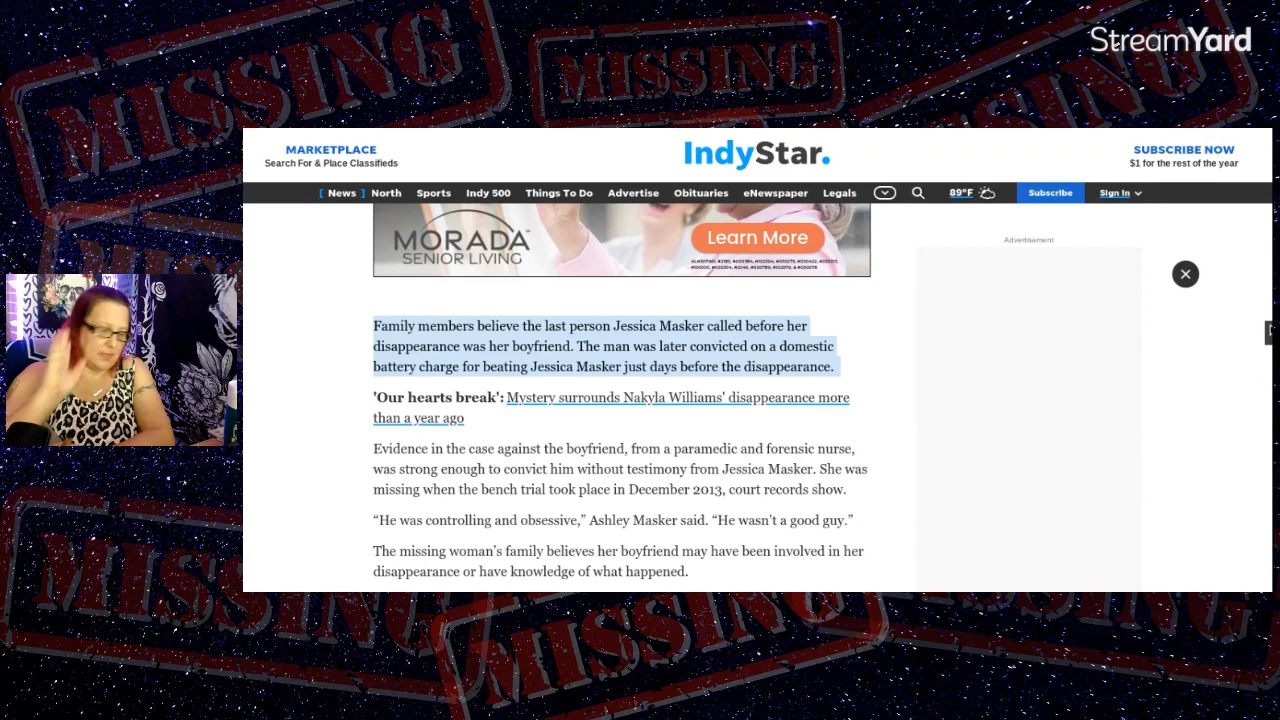 MISSING
MISSING
StreamYard
MARKETPLACE
Search For & Place Classifieds
IndyStar.
SUBSCRIBE NOW
$1 for the rest of the year
[ News ] North Sports Indy 500 Things To Do Advertise Obituaries eNewspaper Legals 89°F Subscribe Sign In
MORADA
SENIOR LIVING
Learn More
Advertisement
Family members believe the last person Jessica Masker called before her
disappearance was her boyfriend. The man was later convicted on a domestic
battery charge for beating Jessica Masker just days before the disappearance.
'Our hearts break': Mystery surrounds Nakyla Williams' disappearance more
than a year ago
Evidence in the case against the boyfriend, from a paramedic and forensic nurse,
was strong enough to convict him without testimony from Jessica Masker. She was
missing when the bench trial took place in December 2013, court records show.
“He was controlling and obsessive,” Ashley Masker said. “He wasn't a good guy.”
The missing woman’s family believes her boyfriend may have been involved in her
disappearance or have knowledge of what happened.
MISSING
MISSING
MISSING